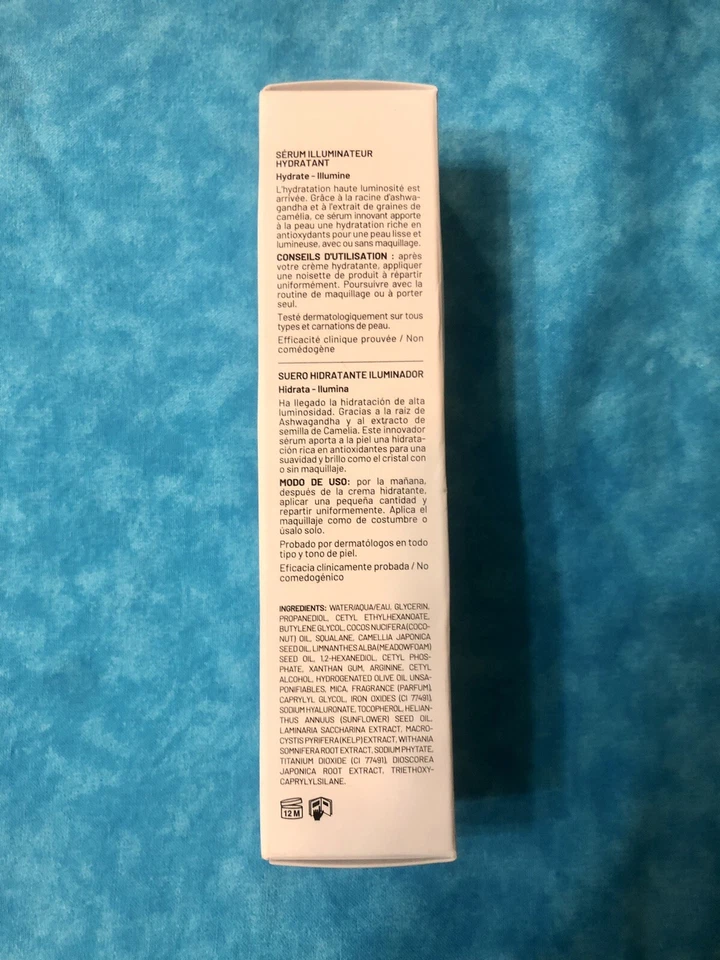 SÉRUM ILLUMINATEUR
HYDRATANT
Hydrate - Illumine
L'hydratation haute luminosité est
arrivée. Grâce à la racine d'ashwa-
gandha et à l'extrait de graines de
camélia, ce sérum innovant apporte
à la peau une hydratation riche en
antioxydants pour une peau lisse et
lumineuse, avec ou sans maquillage.
CONSEILS D'UTILISATION : après
votre crème hydratante, appliquer
une noisette de produit à répartir
uniformément. Poursuivre avec la
routine de maquillage ou à porter
seul.
Testé dermatologiquement sur tous
types et carnations de peau.
Efficacité clinique prouvée / Non
comédogène
SUERO HIDRATANTE ILUMINADOR
Hidrata - Ilumina
Ha llegado la hidratación de alta
luminosidad. Gracias a la raíz de
Ashwagandha y al extracto de
semilla de Camelia. Este innovador
sérum aporta a la piel una hidrata-
ción rica en antioxidantes para una
suavidad y brillo como el cristal con
o sin maquillaje.
MODO DE USO: por la mañana,
después de la crema hidratante,
aplicar una pequeña cantidad y
repartir uniformemente. Aplica el
maquillaje como de costumbre o
úsalo solo.
Probado por dermatólogos en todo
tipo y tono de piel.
Eficacia clínicamente probada / No
comedogénico
INGREDIENTS: WATER/AQUA/EAU, GLYCERIN,
PROPANEDIOL, CETYL ETHYLHEXANOATE,
BUTYLENE GLYCOL, COCOS NUCIFERA (COCO-
NUT) OIL, SQUALANE, CAMELLIA JAPONICA
SEED OIL, LIMNANTHES ALBA (MEADOWFOAM)
SEED OIL, 1,2-HEXANEDIOL, CETYL PHOS-
PHATE, XANTHAN GUM, ARGININE, CETYL
ALCOHOL, HYDROGENATED OLIVE OIL UNSA-
PONIFIABLES, MICA, FRAGRANCE (PARFUM),
CAPRYLYL GLYCOL, IRON OXIDES (CI 77491),
SODIUM HYALURONATE, TOCOPHEROL, HELIAN-
THUS ANNUUS (SUNFLOWER) SEED OIL,
LAMINARIA SACCHARINA EXTRACT, MACRO-
CYSTIS PYRIFERA (KELP) EXTRACT, WITHANIA
SOMNIFERA ROOT EXTRACT, SODIUM PHYTATE,
TITANIUM DIOXIDE (CI 77491), DIOSCOREA
JAPONICA ROOT EXTRACT, TRIETHOXY-
CAPRYLYLSILANE.
12 M